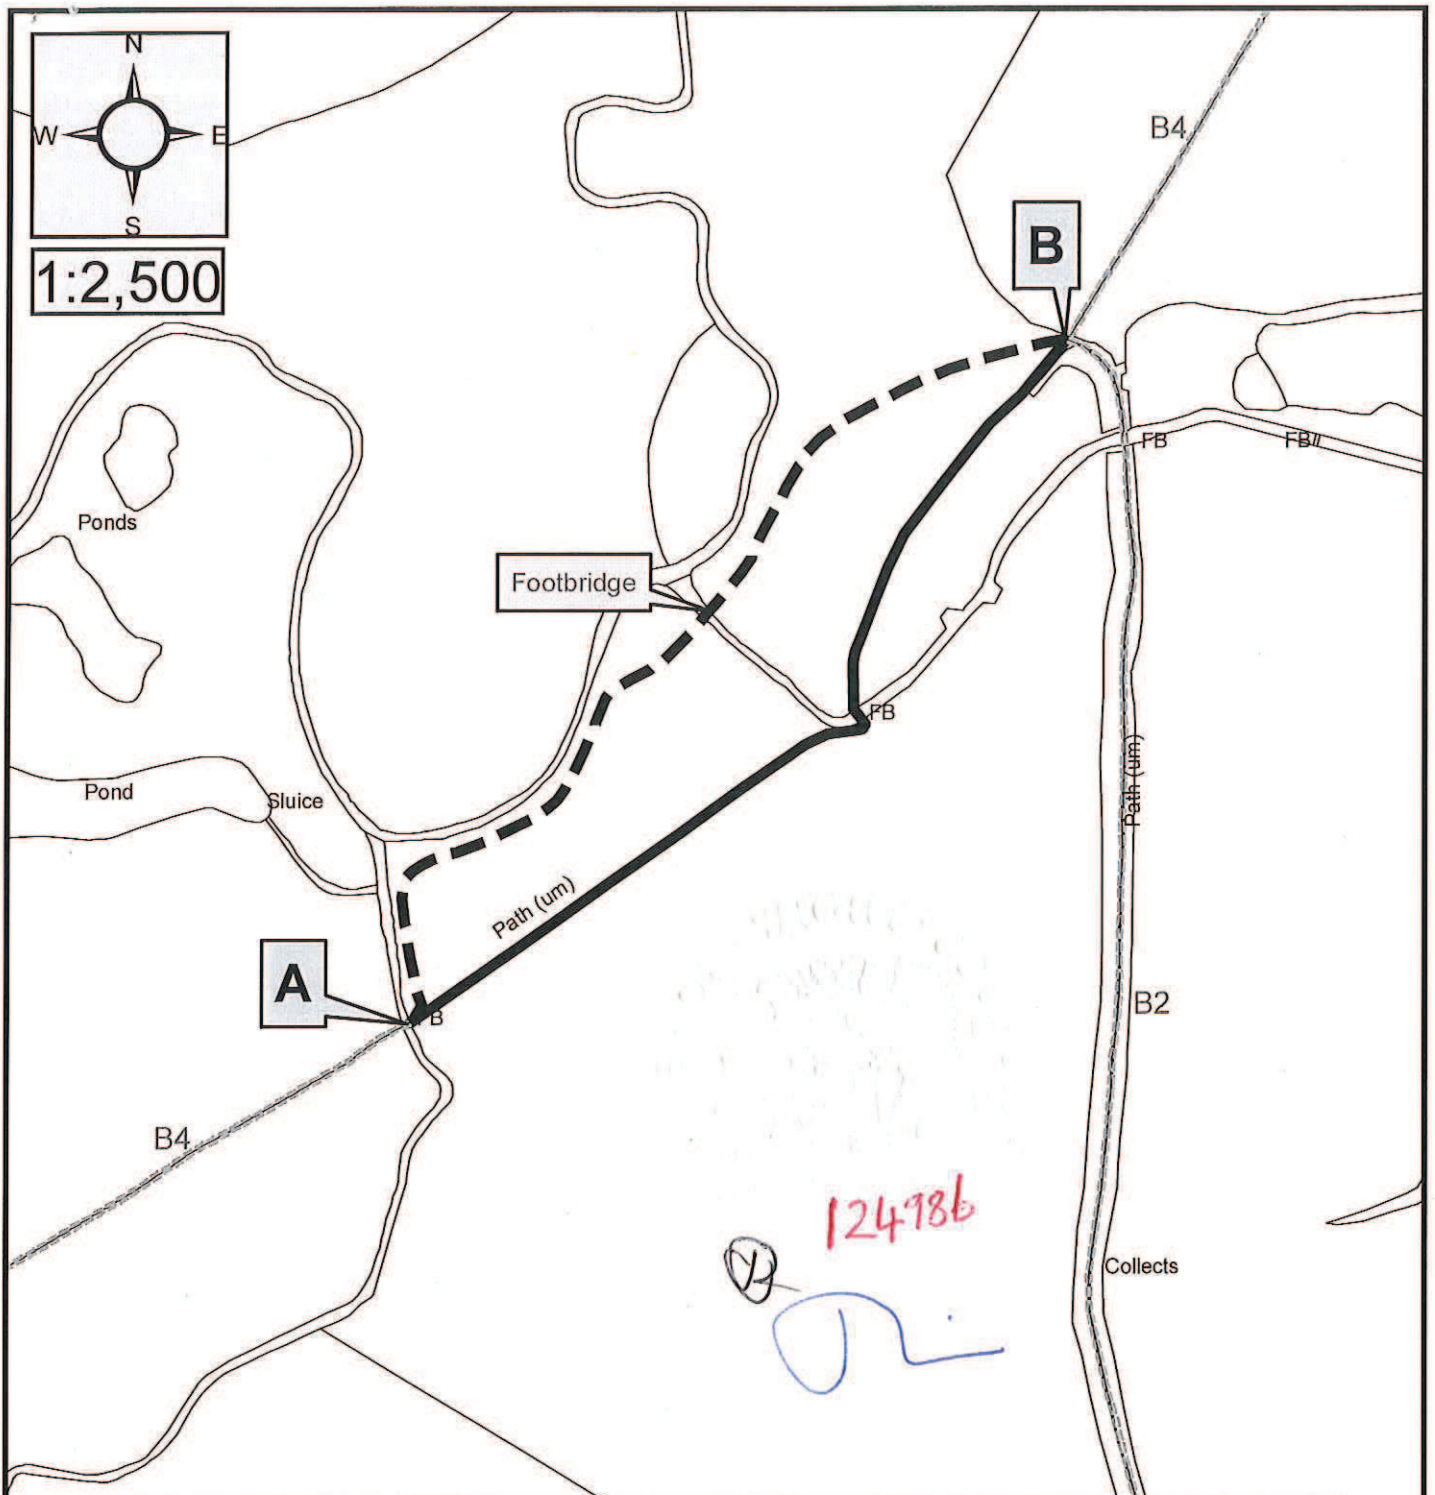 N
W E
S
1:2,500
B4
B
FB
FB
Ponds
Footbridge
FB
Path (um)
Pond
Sluice
Path (um)
A
B
B2
B4
124986
Collects